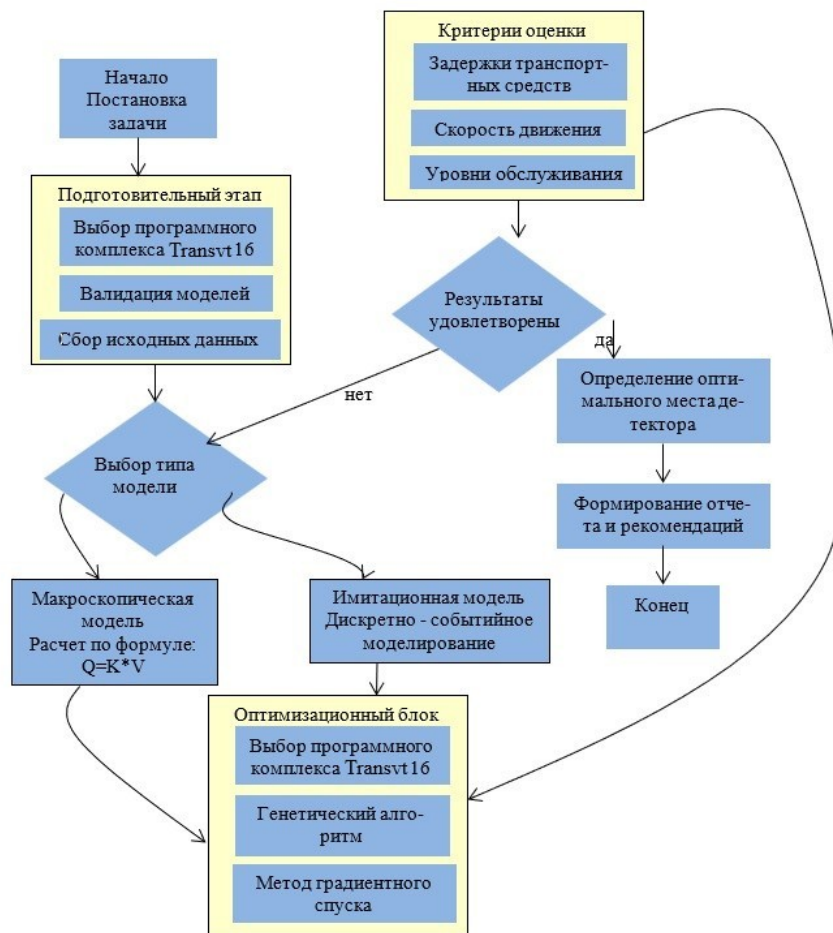 Начало
Постановка
задачи
Подготовительный этап
Выбор программного
комплекса Transvt 16
Валидация моделей
Сбор исходных данных
Выбор типа
модели
Макроскопическая
модель
Расчет по формуле:
Q=K*V
Имитационная модель
Дискретно - событийное
моделирование
Оптимизационный блок
Выбор программного
комплекса Transvt 16
Генетический алго-
ритм
Метод градиентного
спуска
Критерии оценки
Задержки транспорт-
ных средств
Скорость движения
Уровни обслуживания
Результаты
удовлетворены
нет
да
Определение опти-
мального места де-
тектора
Формирование отче-
та и рекомендаций
Конец